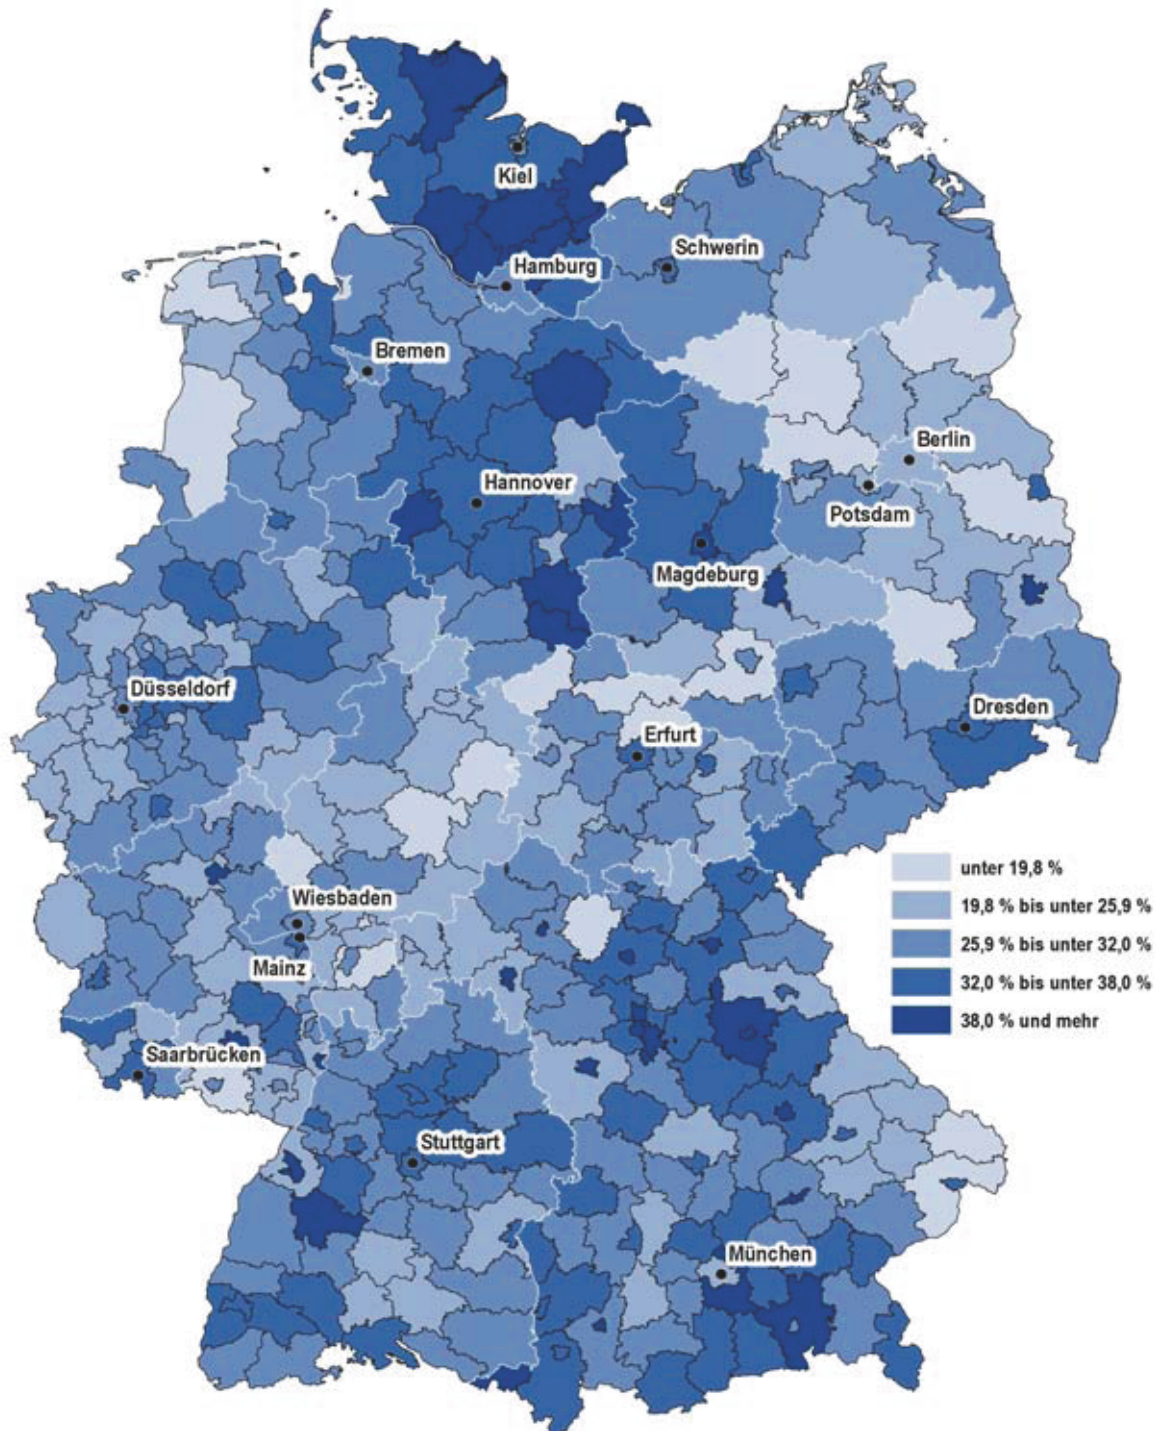 Kiel
Schwerin
Hamburg
Bremen
Berlin
Hannover
Potsdam
Magdeburg
Düsseldorf
Dresden
Erfurt
Wiesbaden
Mainz
Saarbrücken
Stuttgart
München
unter 19,8 %
19,8 % bis unter 25,9 %
25,9 % bis unter 32,0 %
32,0 % bis unter 38,0 %
38,0 % und mehr